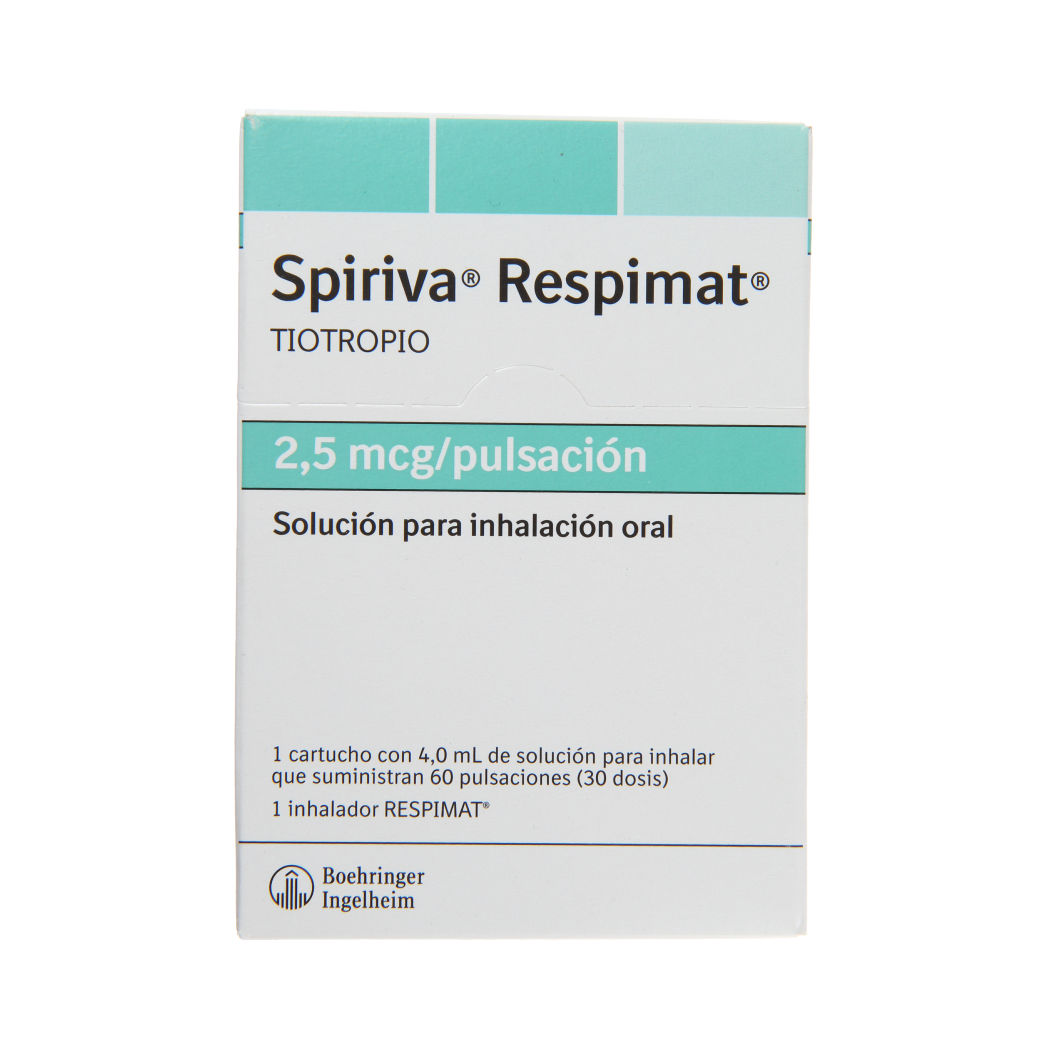 Spiriva® Respimat®
TIOTROPIO
2,5 mcg/pulsación
Solución para inhalación oral
1 cartucho con 4,0 mL de solución para inhalar
que suministran 60 pulsaciones (30 dosis)
1 inhalador RESPIMAT®
Boehringer
Ingelheim